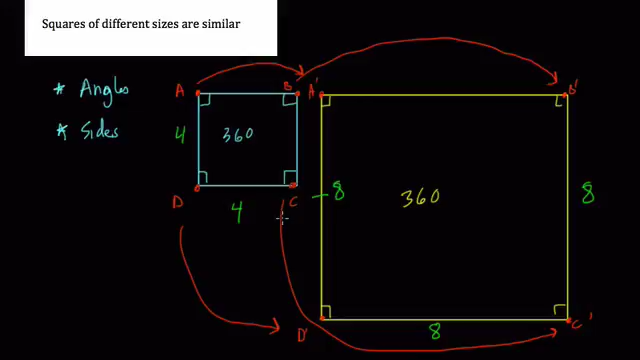 Squares of different sizes are similar
* Angles
* Sides
A B A' B'
4 360
8 360 8
D C
4
D' C'
8